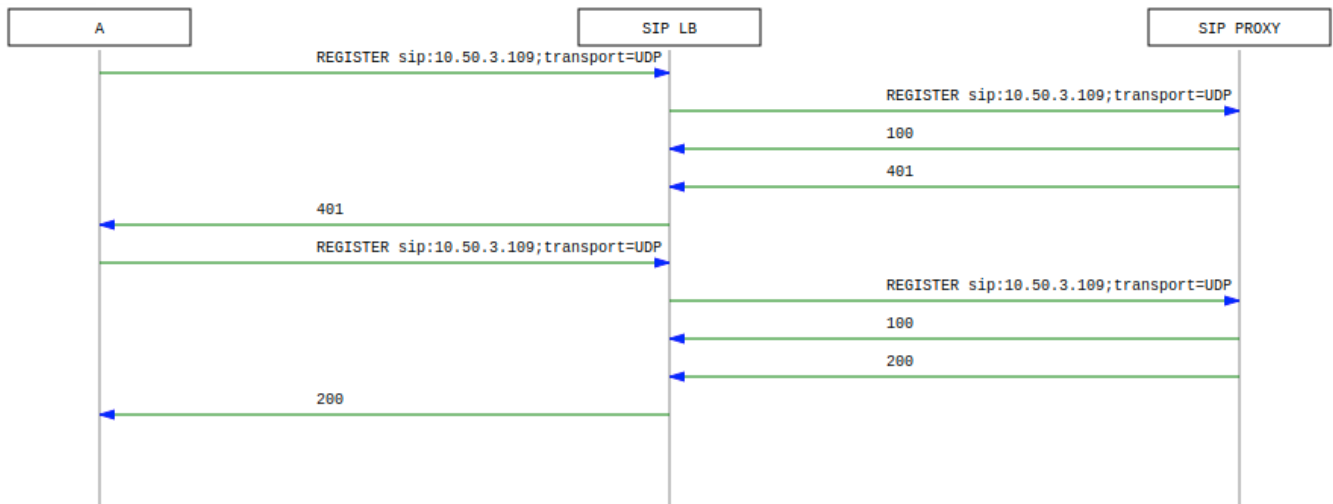 A
SIP LB
SIP PROXY
REGISTER sip:10.50.3.109;transport=UDP
REGISTER sip:10.50.3.109;transport=UDP
100
401
401
REGISTER sip:10.50.3.109;transport=UDP
REGISTER sip:10.50.3.109;transport=UDP
100
200
200